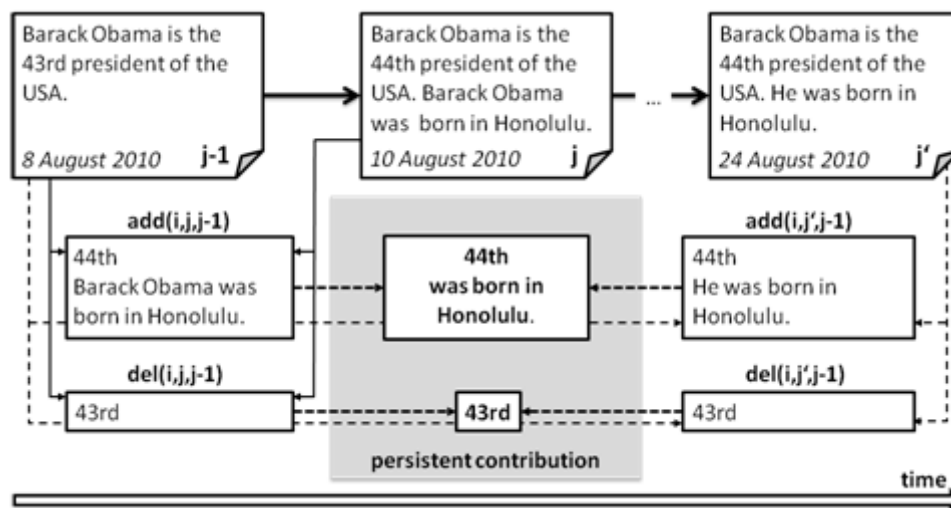 Barack Obama is the
43rd president of the
USA.
8 August 2010 j-1
Barack Obama is the
44th president of the
USA. Barack Obama
was born in Honolulu.
10 August 2010 j
...
Barack Obama is the
44th president of the
USA. He was born in
Honolulu.
24 August 2010 j'
add(i,j,j-1)
44th
Barack Obama was
born in Honolulu.
44th
was born in
Honolulu.
add(i,j',j-1)
44th
He was born in
Honolulu.
del(i,j,j-1)
43rd
43rd
del(i,j',j-1)
43rd
persistent contribution
time